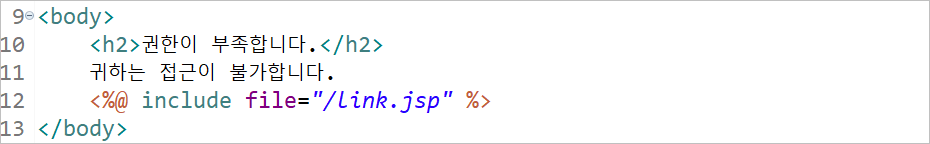 9 <body>
10 <h2>권한이 부족합니다.</h2>
11 귀하는 접근이 불가합니다.
12 <%@ include file="/link.jsp" %>
13 </body>